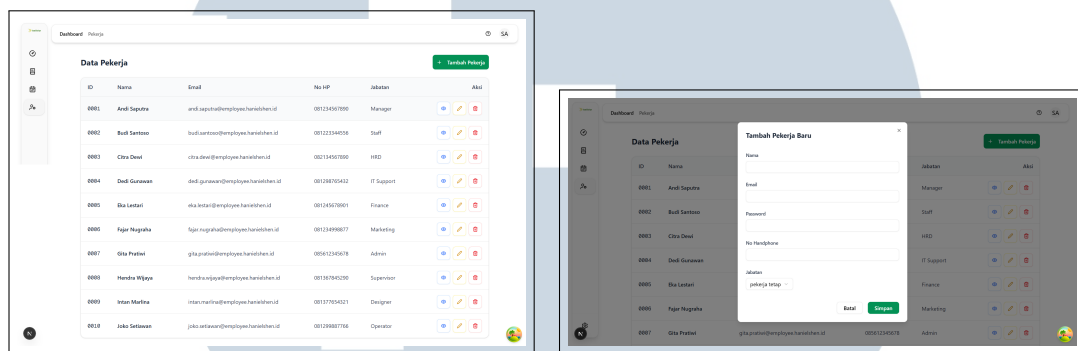 Dashboard Pekerja SA
Data Pekerja
+ Tambah Pekerja
ID Nama Email No HP Jabatan Aksi
0001 Andi Saputra andi.saputra@employee.hanielshen.id 081234567890 Manager
0002 Budi Santoso budi.santoso@employee.hanielshen.id 081223344556 Staff
0003 Citra Dewi citra.dewi@employee.hanielshen.id 082134567890 HRD
0004 Dedi Gunawan dedi.gunawan@employee.hanielshen.id 081298765432 IT Support
0005 Eka Lestari eka.lestari@employee.hanielshen.id 081245678901 Finance
0006 Fajar Nugraha fajar.nugraha@employee.hanielshen.id 081234998877 Marketing
0007 Gita Pratiwi gita.pratiwi@employee.hanielshen.id 085612345678 Admin
0008 Hendra Wijaya hendra.wijaya@employee.hanielshen.id 081367845290 Supervisor
0009 Intan Marlina intan.marlina@employee.hanielshen.id 081377654321 Designer
0010 Joko Setiawan joko.setiawan@employee.hanielshen.id 081299887766 Operator
N
Dashboard Pekerja SA
Data Pekerja
+ Tambah Pekerja
ID Nama Jabatan Aksi
0001 Andi Saputra Manager
0002 Budi Santoso Staff
0003 Citra Dewi HRD
0004 Dedi Gunawan IT Support
0005 Eka Lestari Finance
0006 Fajar Nugraha Marketing
0007 Gita Pratiwi gita.pratiwi@employee.hanielshen.id 085612345678 Admin
N
Tambah Pekerja Baru
Nama
Email
Password
No Handphone
Jabatan
pekerja tetap
Batal Simpan